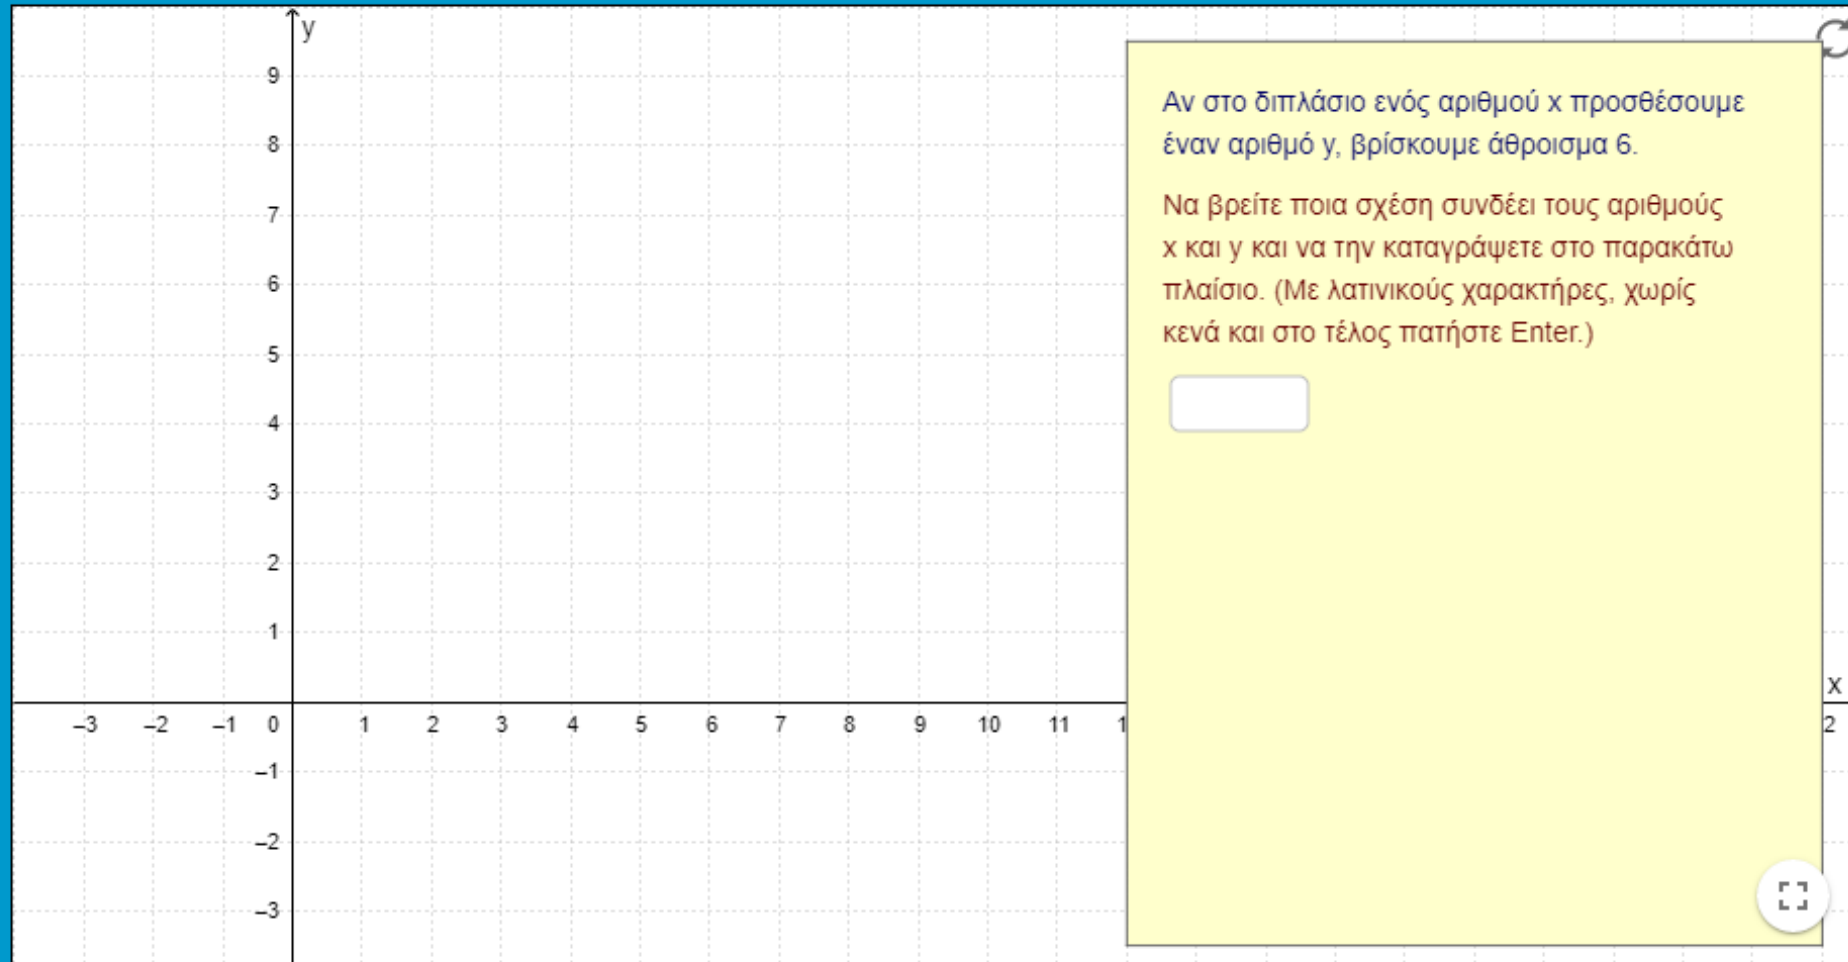 y
Αν στο διπλάσιο ενός αριθμού x προσθέσουμε
έναν αριθμό y, βρίσκουμε άθροισμα 6.
Να βρείτε ποια σχέση συνδέει τους αριθμούς
x και y και να την καταγράψετε στο παρακάτω
πλαίσιο. (Με λατινικούς χαρακτήρες, χωρίς
κενά και στο τέλος πατήστε Enter.)
9
8
7
6
5
4
3
2
1
x
–3 –2 –1 0 1 2 3 4 5 6 7 8 9 10 11 1 2
–1
–2
–3